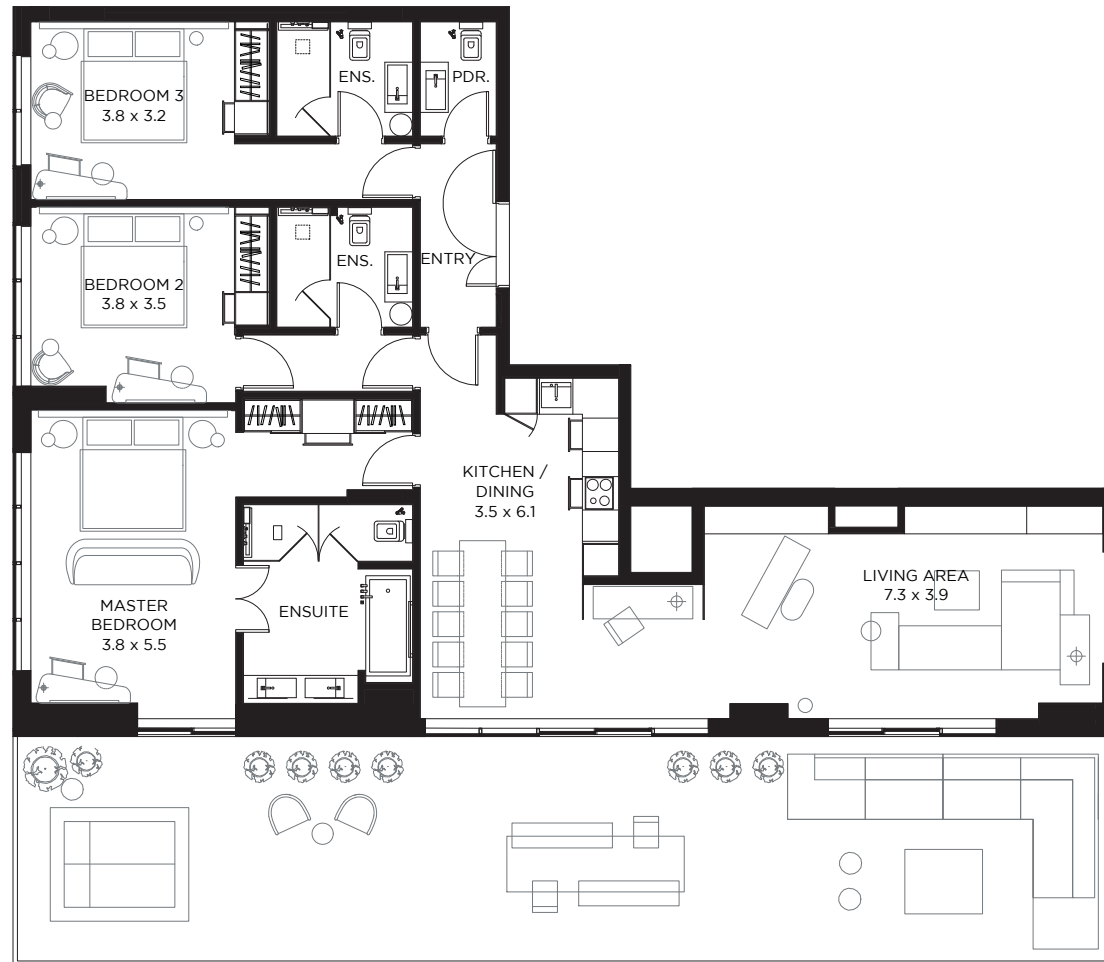 ENS.
PDR.
BEDROOM 3
3.8 x 3.2
BEDROOM 2
3.8 x 3.5
ENS.
ENTRY
KITCHEN /
DINING
3.5 x 6.1
LIVING AREA
7.3 x 3.9
MASTER
BEDROOM
3.8 x 5.5
ENSUITE